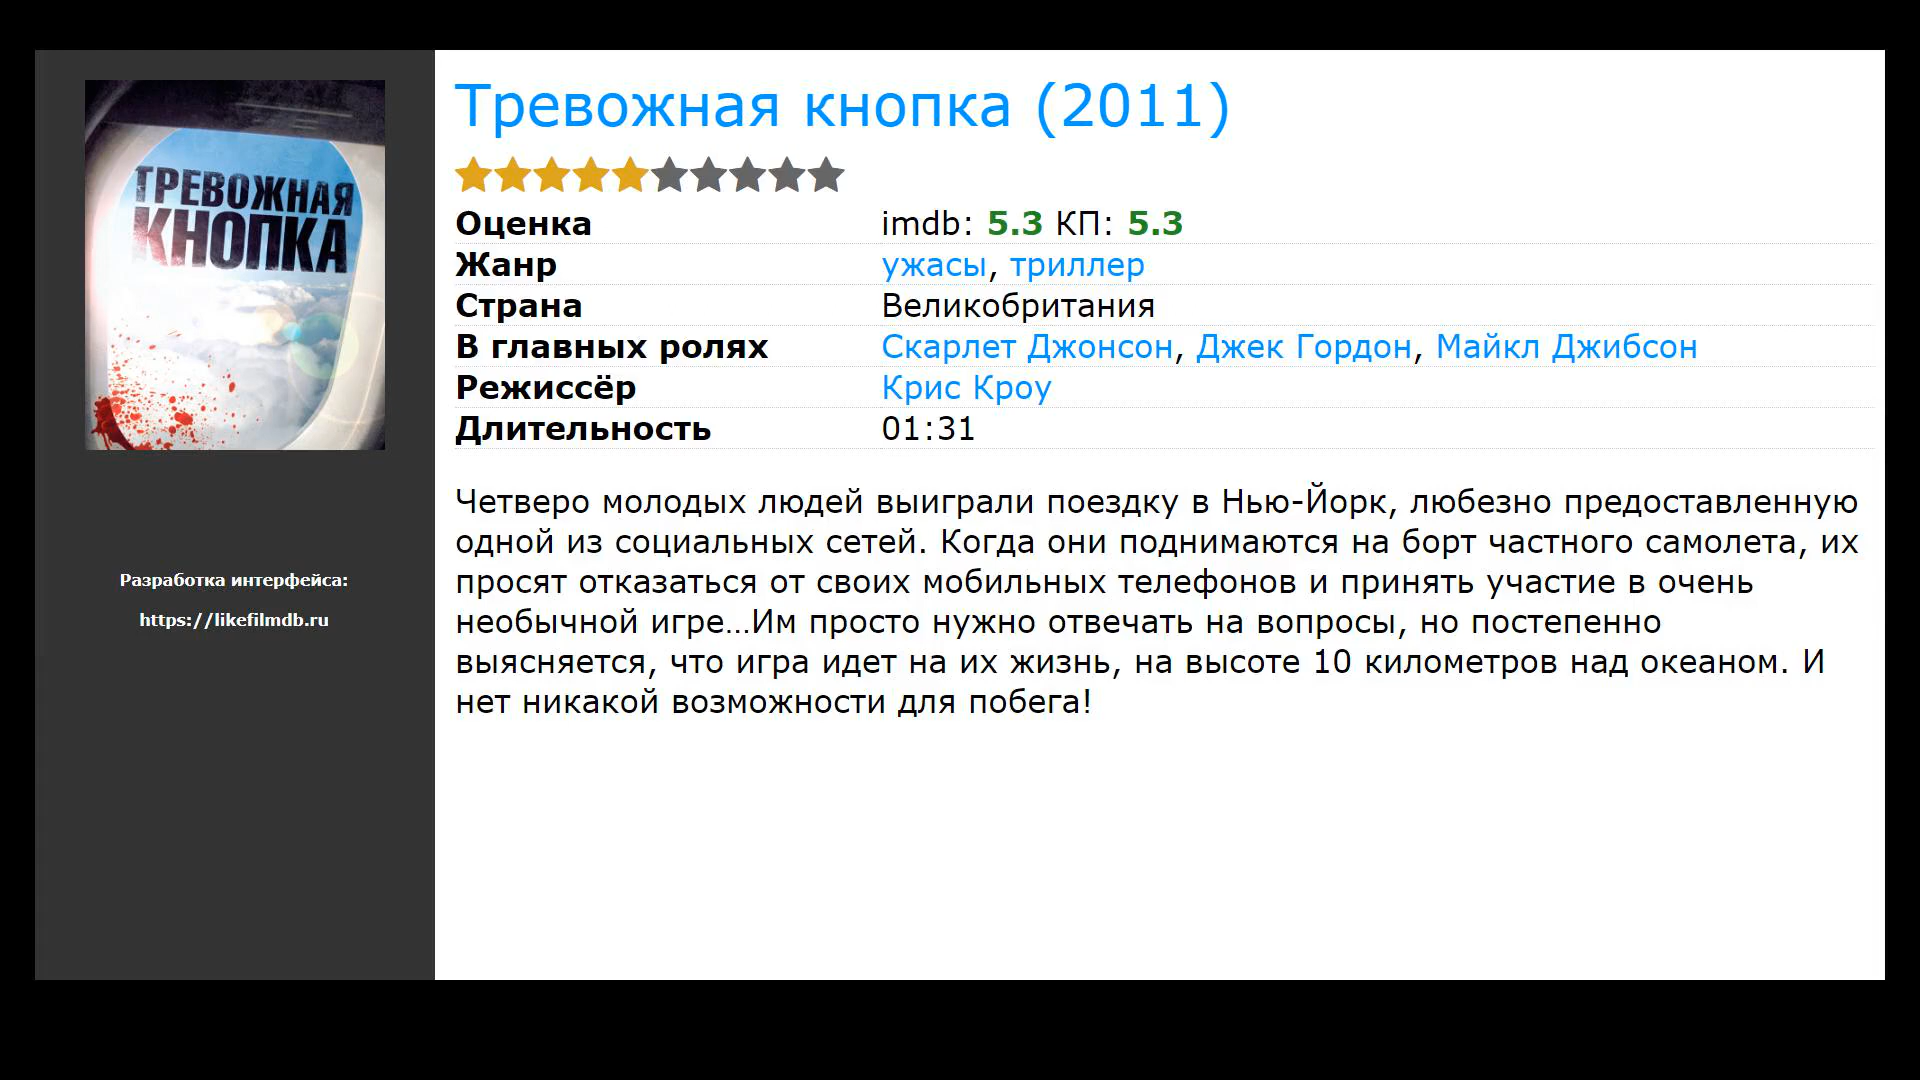 ТРЕВОЖНАЯ
КНОПКА
Разработка интерфейса:
https://likefilmdb.ru
Тревожная кнопка (2011)
Оценка imdb: 5.3 КП: 5.3
Жанр ужасы, триллер
Страна Великобритания
В главных ролях Скарлет Джонсон, Джек Гордон, Майкл Джибсон
Режиссёр Крис Кроу
Длительность 01:31
Четверо молодых людей выиграли поездку в Нью-Йорк, любезно предоставленную
одной из социальных сетей. Когда они поднимаются на борт частного самолета, их
просят отказаться от своих мобильных телефонов и принять участие в очень
необычной игре…Им просто нужно отвечать на вопросы, но постепенно
выясняется, что игра идет на их жизнь, на высоте 10 километров над океаном. И
нет никакой возможности для побега!